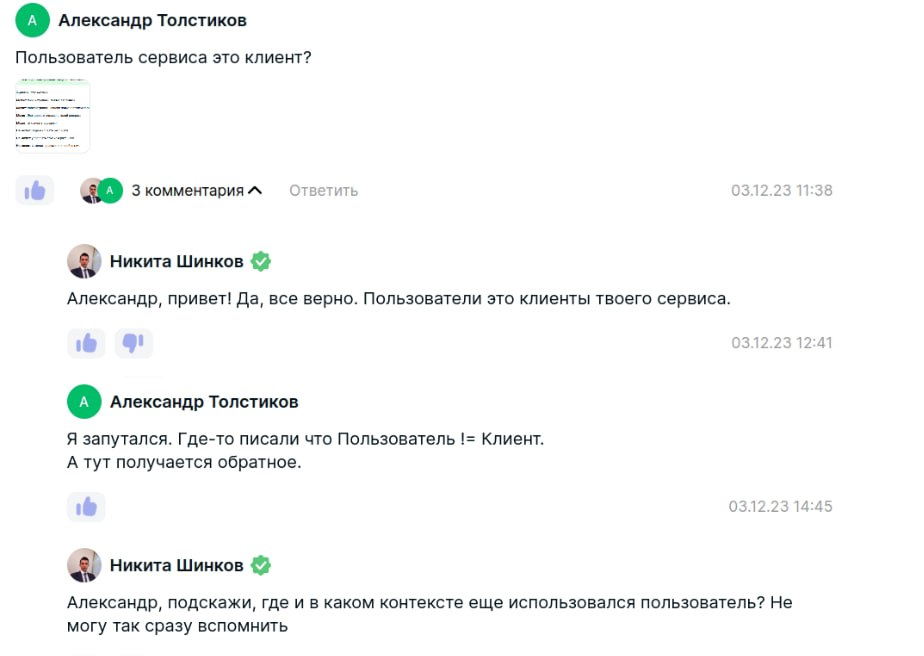 А Александр Толстиков
Пользователь сервиса это клиент?
А 3 комментария Ответить 03.12.23 11:38
Никита Шинков
Александр, привет! Да, все верно. Пользователи это клиенты твоего сервиса.
03.12.23 12:41
А Александр Толстиков
Я запутался. Где-то писали что Пользователь != Клиент.
А тут получается обратное.
03.12.23 14:45
Никита Шинков
Александр, подскажи, где и в каком контексте еще использовался пользователь? Не
могу так сразу вспомнить